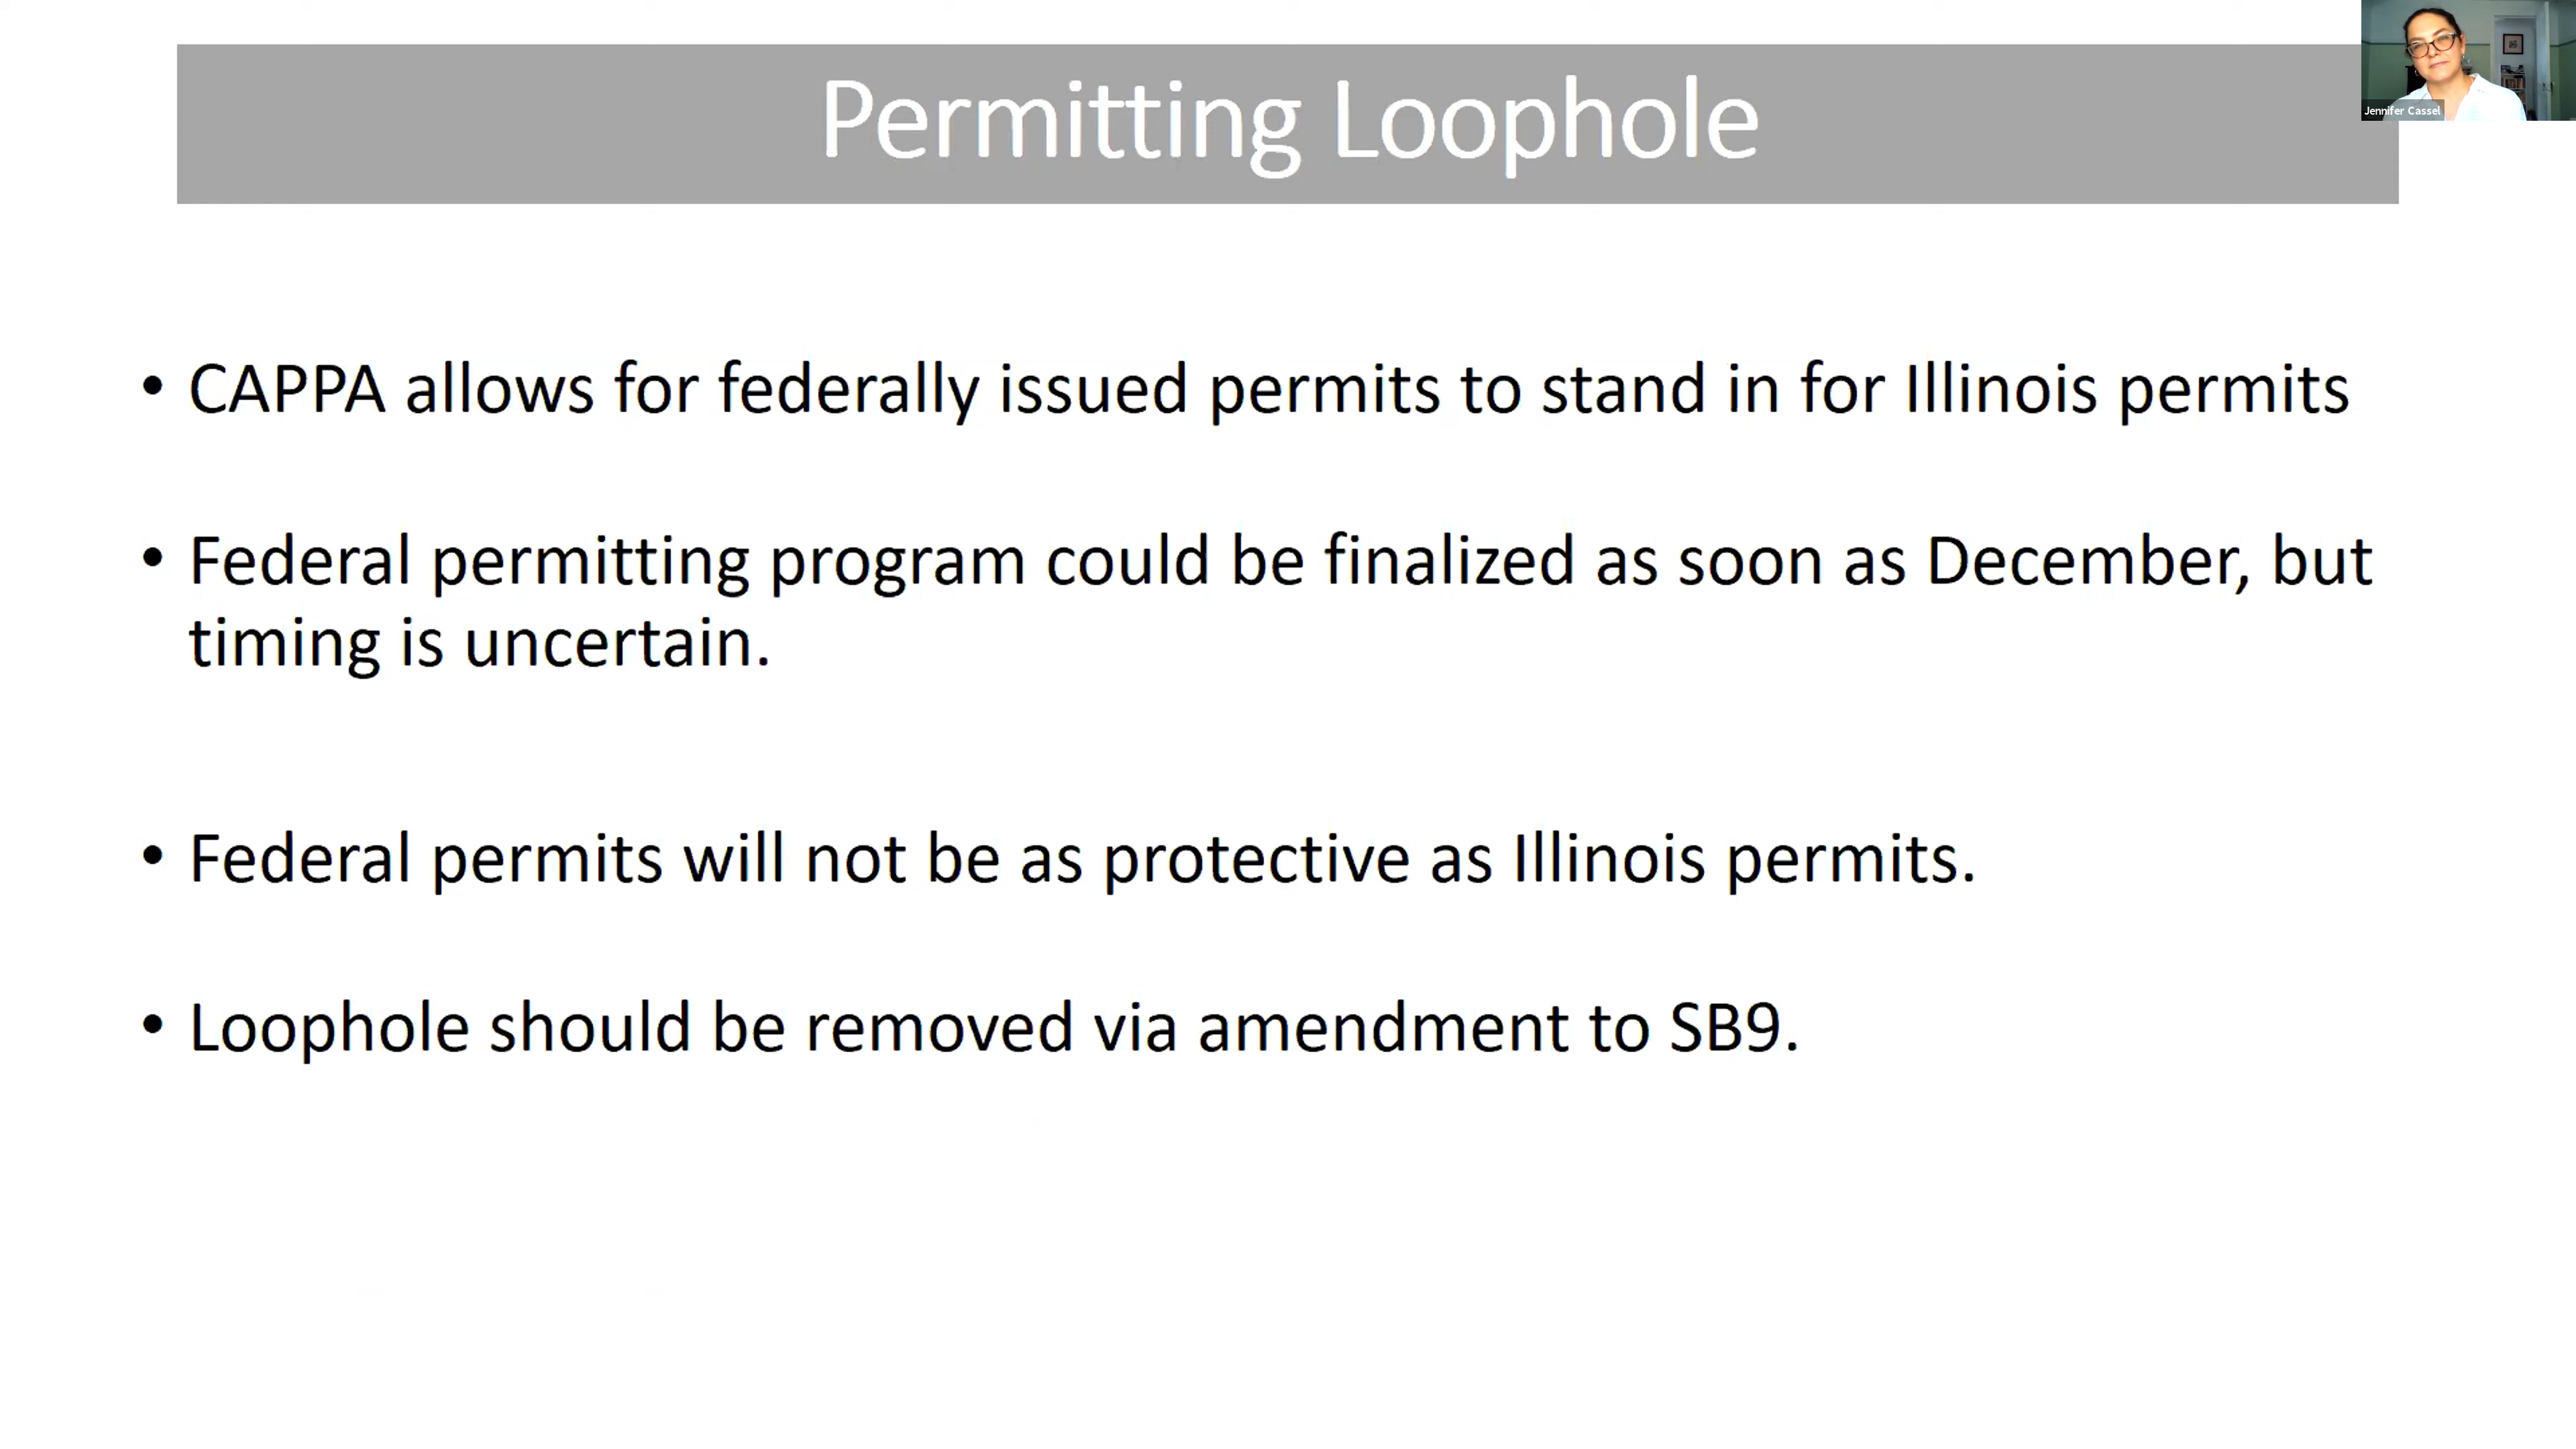 Permitting Loophole
Jennifer Cassel
• CAPPA allows for federally issued permits to stand in for Illinois permits
• Federal permitting program could be finalized as soon as December, but
timing is uncertain.
• Federal permits will not be as protective as Illinois permits.
• Loophole should be removed via amendment to SB9.